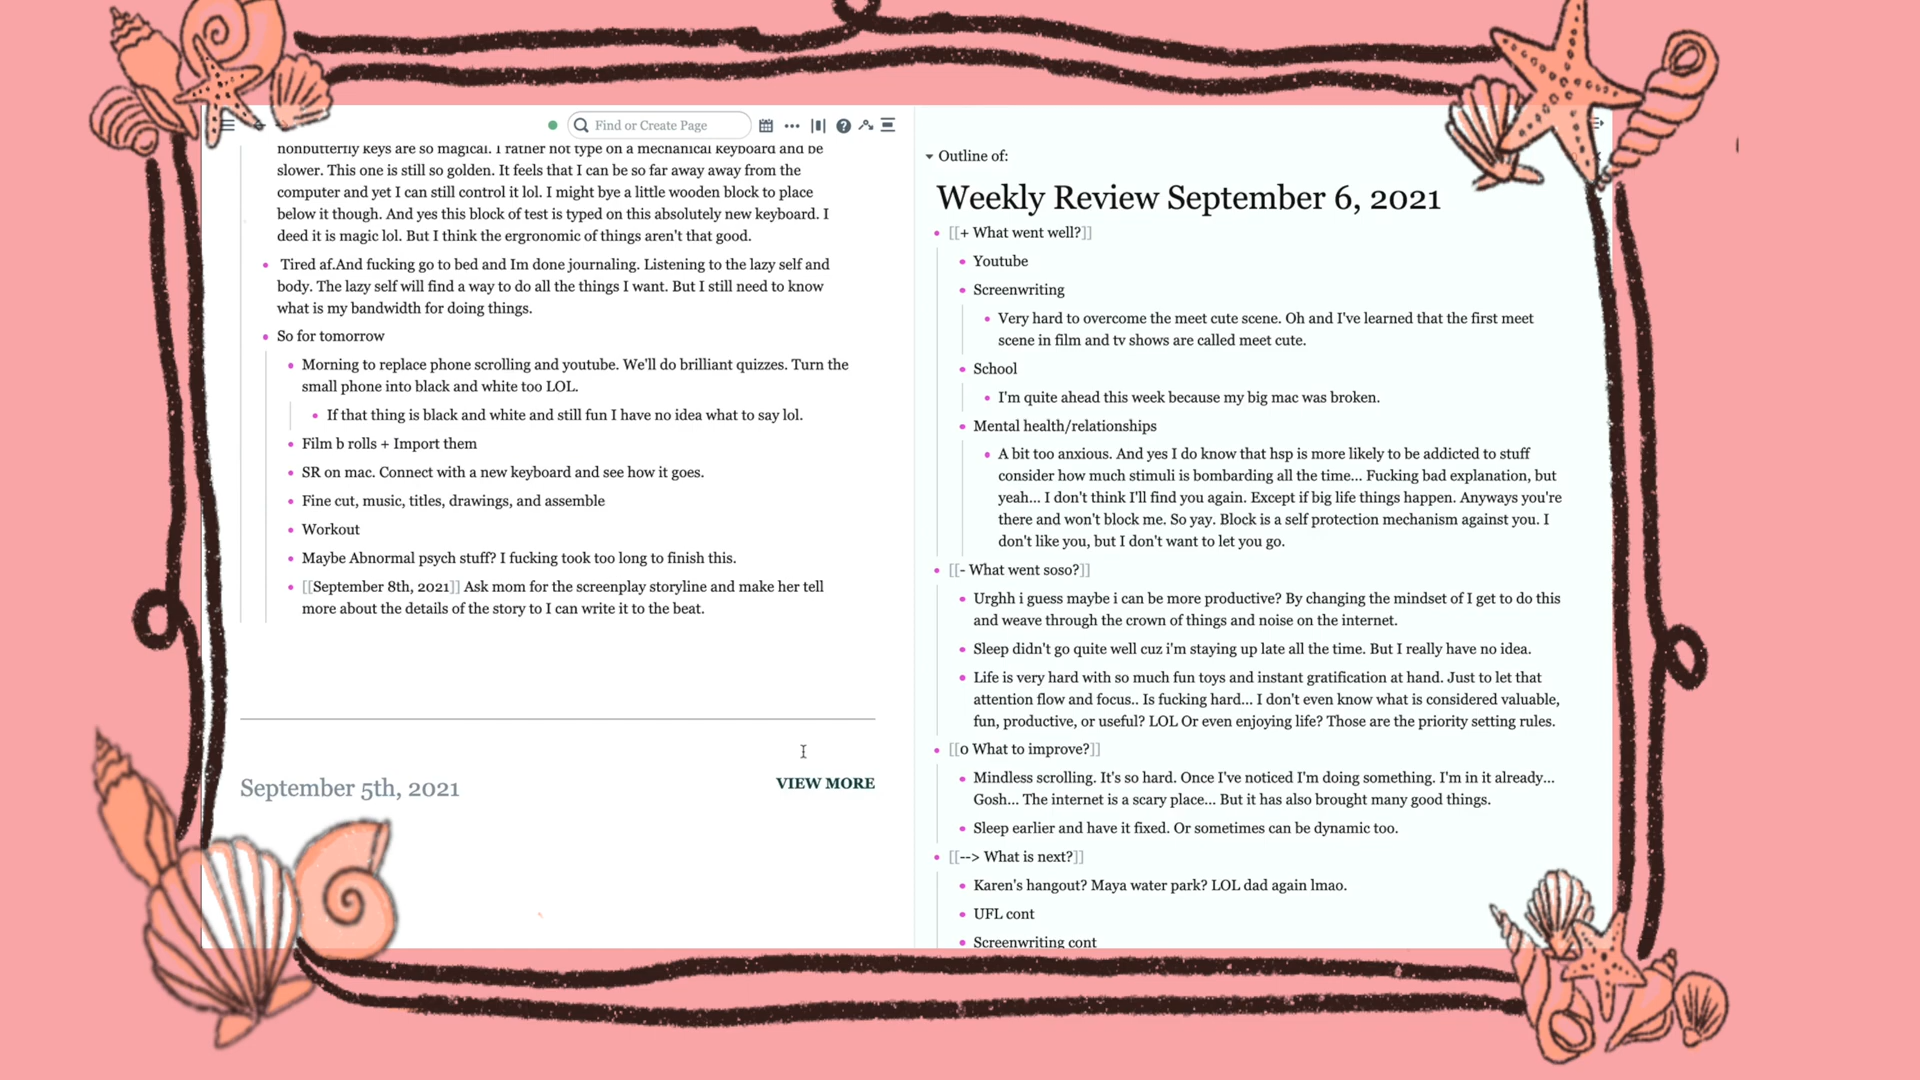 Find or Create Page
nonbutterfly keys are so magical. I rather not type on a mechanical keyboard and be
slower. This one is still so golden. It feels that I can be so far away away from the
computer and yet I can still control it lol. I might bye a little wooden block to place
below it though. And yes this block of test is typed on this absolutely new keyboard. I
deed it is magic lol. But I think the ergronomic of things aren't that good.
Tired af.And fucking go to bed and Im done journaling. Listening to the lazy self and
body. The lazy self will find a way to do all the things I want. But I still need to know
what is my bandwidth for doing things.
So for tomorrow
Morning to replace phone scrolling and youtube. We'll do brilliant quizzes. Turn the
small phone into black and white too LOL.
If that thing is black and white and still fun I have no idea what to say lol.
Film b rolls + Import them
SR on mac. Connect with a new keyboard and see how it goes.
Fine cut, music, titles, drawings, and assemble
Workout
Maybe Abnormal psych stuff? I fucking took too long to finish this.
[[September 8th, 2021]] Ask mom for the screenplay storyline and make her tell
more about the details of the story to I can write it to the beat.
September 5th, 2021
VIEW MORE
Outline of:
Weekly Review September 6, 2021
[[+ What went well?]]
Youtube
Screenwriting
Very hard to overcome the meet cute scene. Oh and I've learned that the first meet
scene in film and tv shows are called meet cute.
School
I'm quite ahead this week because my big mac was broken.
Mental health/relationships
A bit too anxious. And yes I do know that hsp is more likely to be addicted to stuff
consider how much stimuli is bombarding all the time... Fucking bad explanation, but
yeah... I don't think I'll find you again. Except if big life things happen. Anyways you're
there and won't block me. So yay. Block is a self protection mechanism against you. I
don't like you, but I don't want to let you go.
[[- What went soso?]]
Urghh i guess maybe i can be more productive? By changing the mindset of I get to do this
and weave through the crown of things and noise on the internet.
Sleep didn't go quite well cuz i'm staying up late all the time. But I really have no idea.
Life is very hard with so much fun toys and instant gratification at hand. Just to let that
attention flow and focus.. Is fucking hard... I don't even know what is considered valuable,
fun, productive, or useful? LOL Or even enjoying life? Those are the priority setting rules.
[[o What to improve?]]
Mindless scrolling. It's so hard. Once I've noticed I'm doing something. I'm in it already...
Gosh... The internet is a scary place... But it has also brought many good things.
Sleep earlier and have it fixed. Or sometimes can be dynamic too.
[[--> What is next?]]
Karen's hangout? Maya water park? LOL dad again lmao.
UFL cont
Screenwriting cont